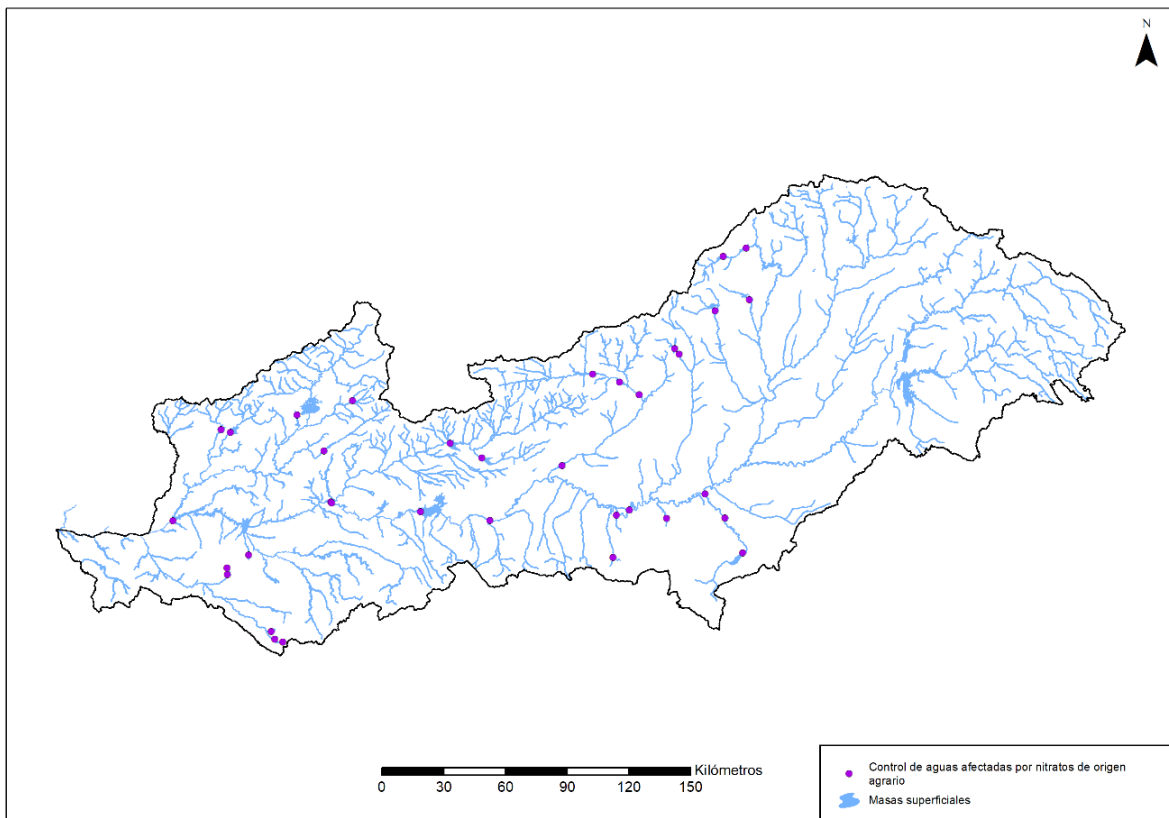 N
Kilómetros
0 30 60 90 120 150
Control de aguas afectadas por nitratos de origen
agrario
Masas superficiales